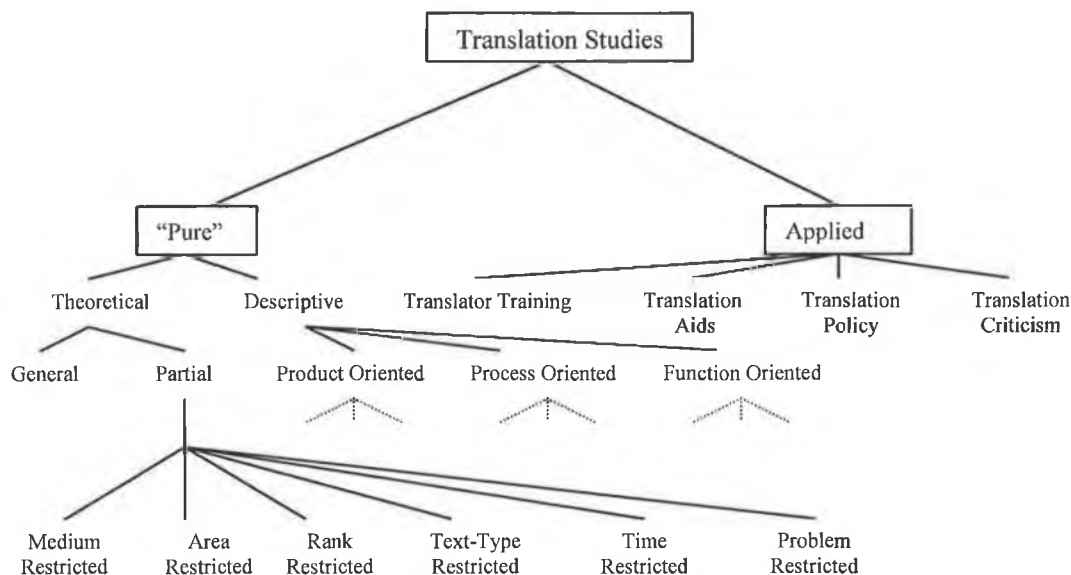 Translation Studies
“Pure”
Applied
Theoretical
Descriptive
Translator Training
Translation
Aids
Translation
Policy
Translation
Criticism
General
Partial
Product Oriented
Process Oriented
Function Oriented
Medium
Restricted
Area
Restricted
Rank
Restricted
Text-Type
Restricted
Time
Restricted
Problem
Restricted